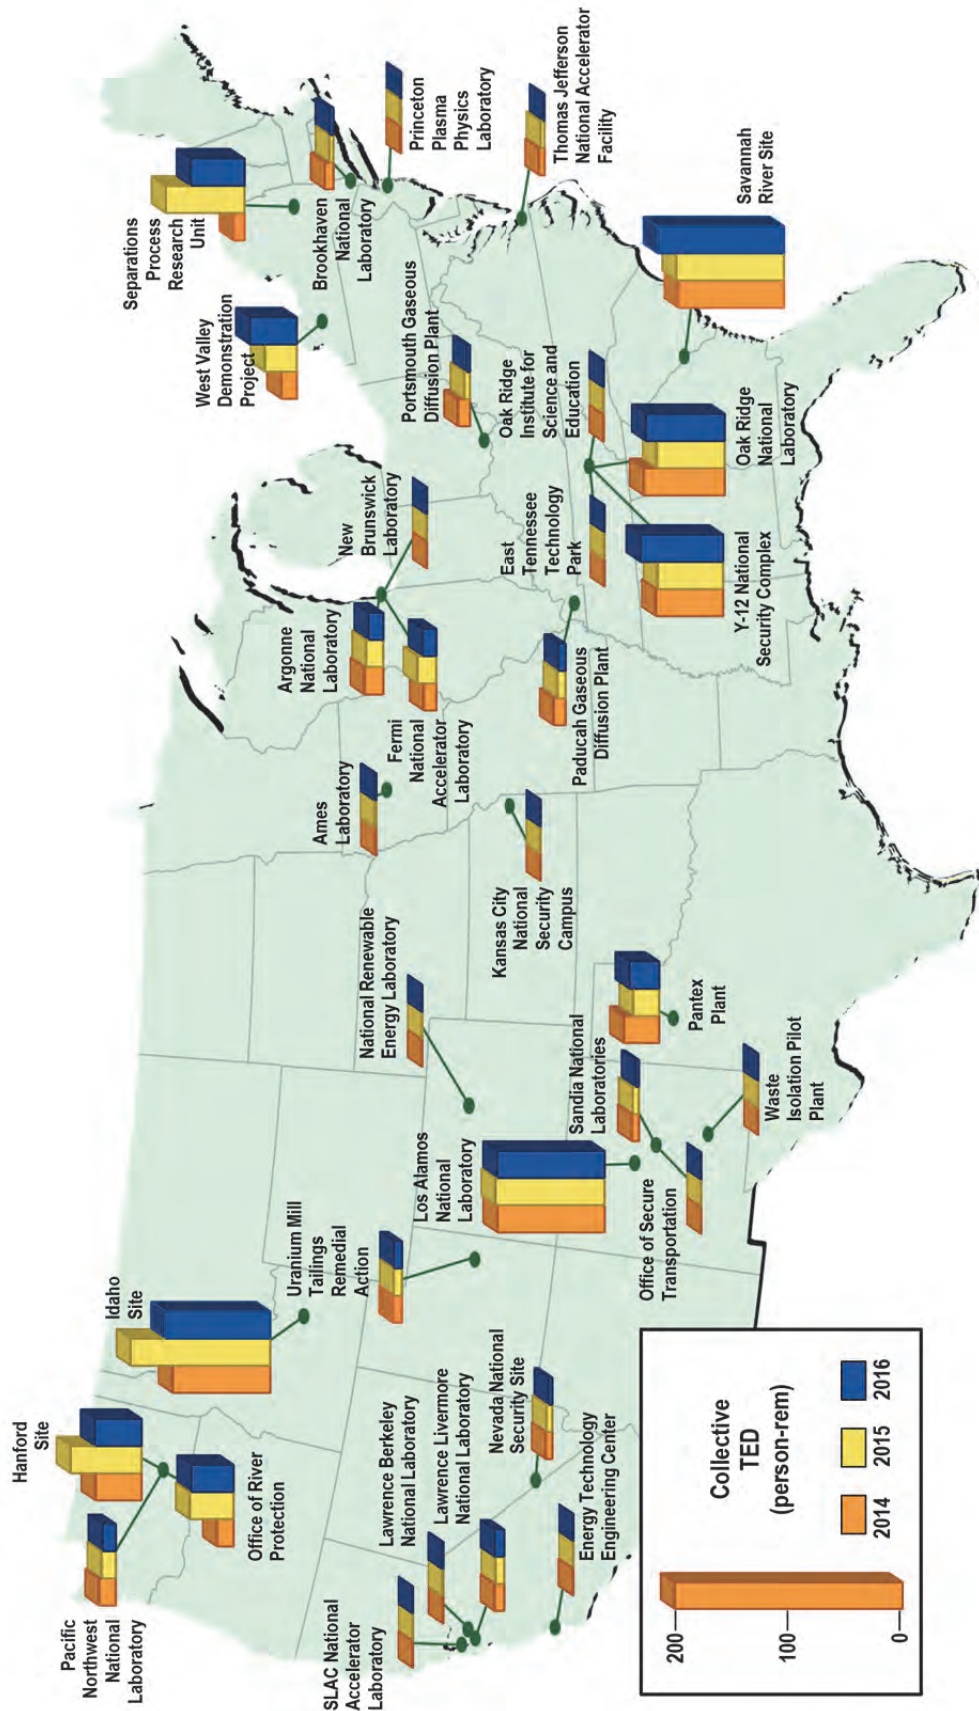 Hanford
Site
Pacific
Northwest
National
Laboratory
Office of River
Protection
Idaho
Site
Uranium Mill
Tailings
Remedial
Action
SLAC National
Accelerator
Laboratory
Lawrence Berkeley
National Laboratory
Lawrence Livermore
National Laboratory
Nevada National
Security Site
Energy Technology
Engineering Center
Los Alamos
National
Laboratory
National Renewable
Energy Laboratory
Sandia National
Laboratories
Office of Secure
Transportation
Waste
Isolation Pilot
Plant
Pantex
Plant
Kansas City
National
Security
Campus
Ames
Laboratory
Argonne
National
Laboratory
Fermi
National
Accelerator
Laboratory
New
Brunswick
Laboratory
Paducah Gaseous
Diffusion Plant
East
Tennessee
Technology
Park
Portsmouth Gaseous
Diffusion Plant
Oak Ridge
Institute for
Science and
Education
Y-12 National
Security Complex
Oak Ridge
National
Laboratory
Savannah
River Site
West Valley
Demonstration
Project
Separations
Process
Research
Unit
Brookhaven
National
Laboratory
Princeton
Plasma
Physics
Laboratory
Thomas Jefferson
National Accelerator
Facility
Collective
TED
(person-rem)
200
100
0
2014
2015
2016